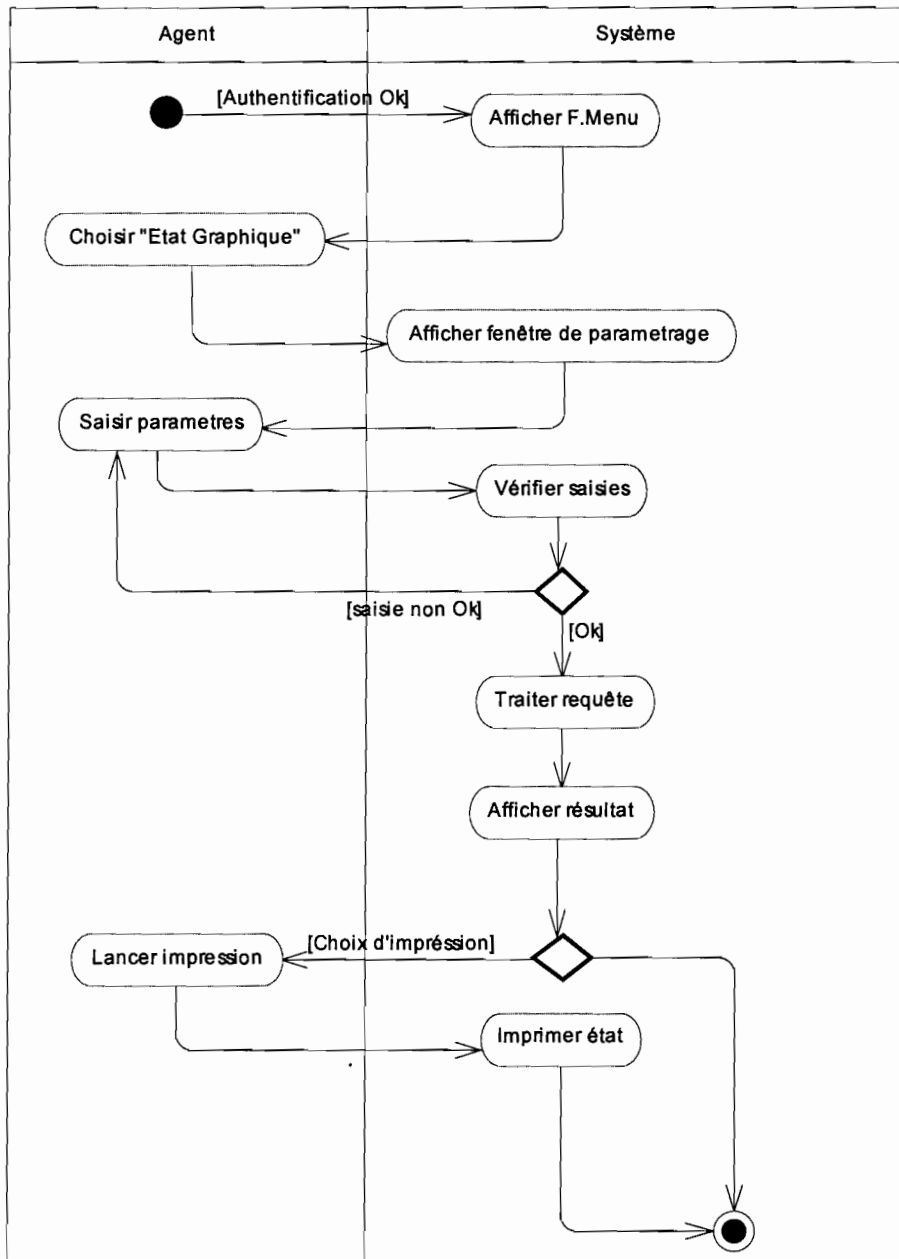 Agent
Système
[Authentification Ok]
Afficher F.Menu
Choisir "Etat Graphique"
Afficher fenêtre de parametrage
Saisir parametres
Vérifier saisies
[saisie non Ok]
[Ok]
Traiter requête
Afficher résultat
[Choix d'impréssion]
Lancer impression
Imprimer état